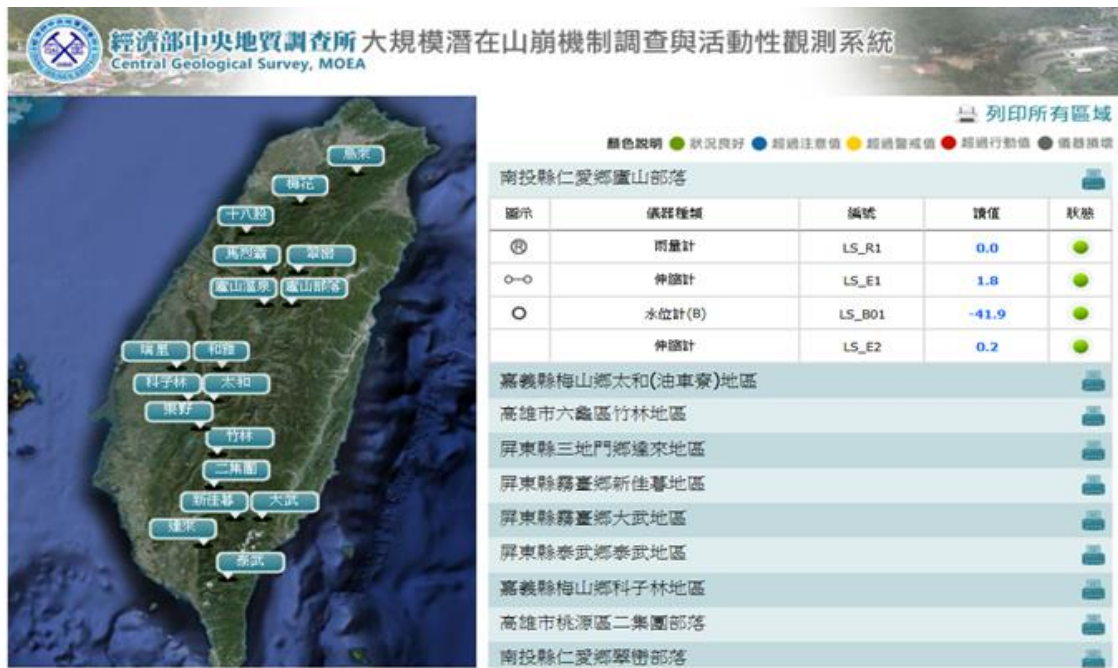 經濟部中央地質調查所 大規模潛在山崩機制調查與活動性觀測系統
Central Geological Survey, MOEA
列印所有區域
顏色說明 狀況良好 超過注意值 超過警戒值 超過行動值 儀器損壞
烏來
梅花
十八股
馬烈霸 翠巒
廬山溫泉 廬山部落
瑞里 和雅
科子林 太和
東野
竹林
二集團
新佳暮 大武
達來
泰武
南投縣仁愛鄉廬山部落
圖示 儀器種類 編號 讀值 狀態
R 雨量計 LS_R1 0.0
伸縮計 LS_E1 1.8
水位計(B) LS_B01 -41.9
伸縮計 LS_E2 0.2
嘉義縣梅山鄉太和(油車寮)地區
高雄市六龜區竹林地區
屏東縣三地門鄉達來地區
屏東縣霧臺鄉新佳暮地區
屏東縣霧臺鄉大武地區
屏東縣泰武鄉泰武地區
嘉義縣梅山鄉科子林地區
高雄市桃源區二集團部落
南投縣仁愛鄉翠巒部落